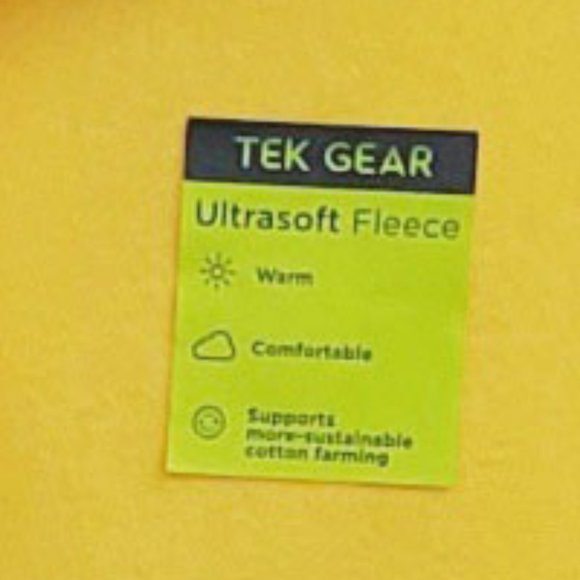 TEK GEAR
Ultrasoft Fleece
Warm
Comfortable
Supports
more-sustainable
cotton farming